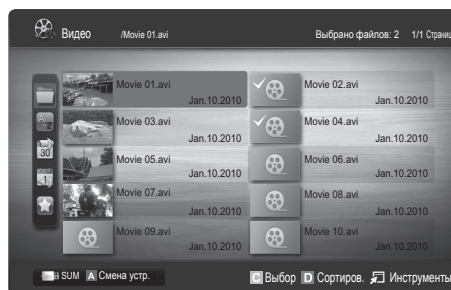 Видео /Movie 01.avi Выбрано файлов: 2 1/1 Страниц
Movie 01.avi Movie 02.avi
Jan.10.2010 Jan.10.2010
Movie 03.avi Movie 04.avi
Jan.10.2010 Jan.10.2010
Movie 05.avi Movie 06.avi
Jan.10.2010 Jan.10.2010
Movie 07.avi Movie 08.avi
Jan.10.2010 Jan.10.2010
Movie 09.avi Movie 10.avi
Jan.10.2010 Jan.10.2010
A Z
30
1
SUM A Смена устр. C Выбор D Сортиров. Инструменты